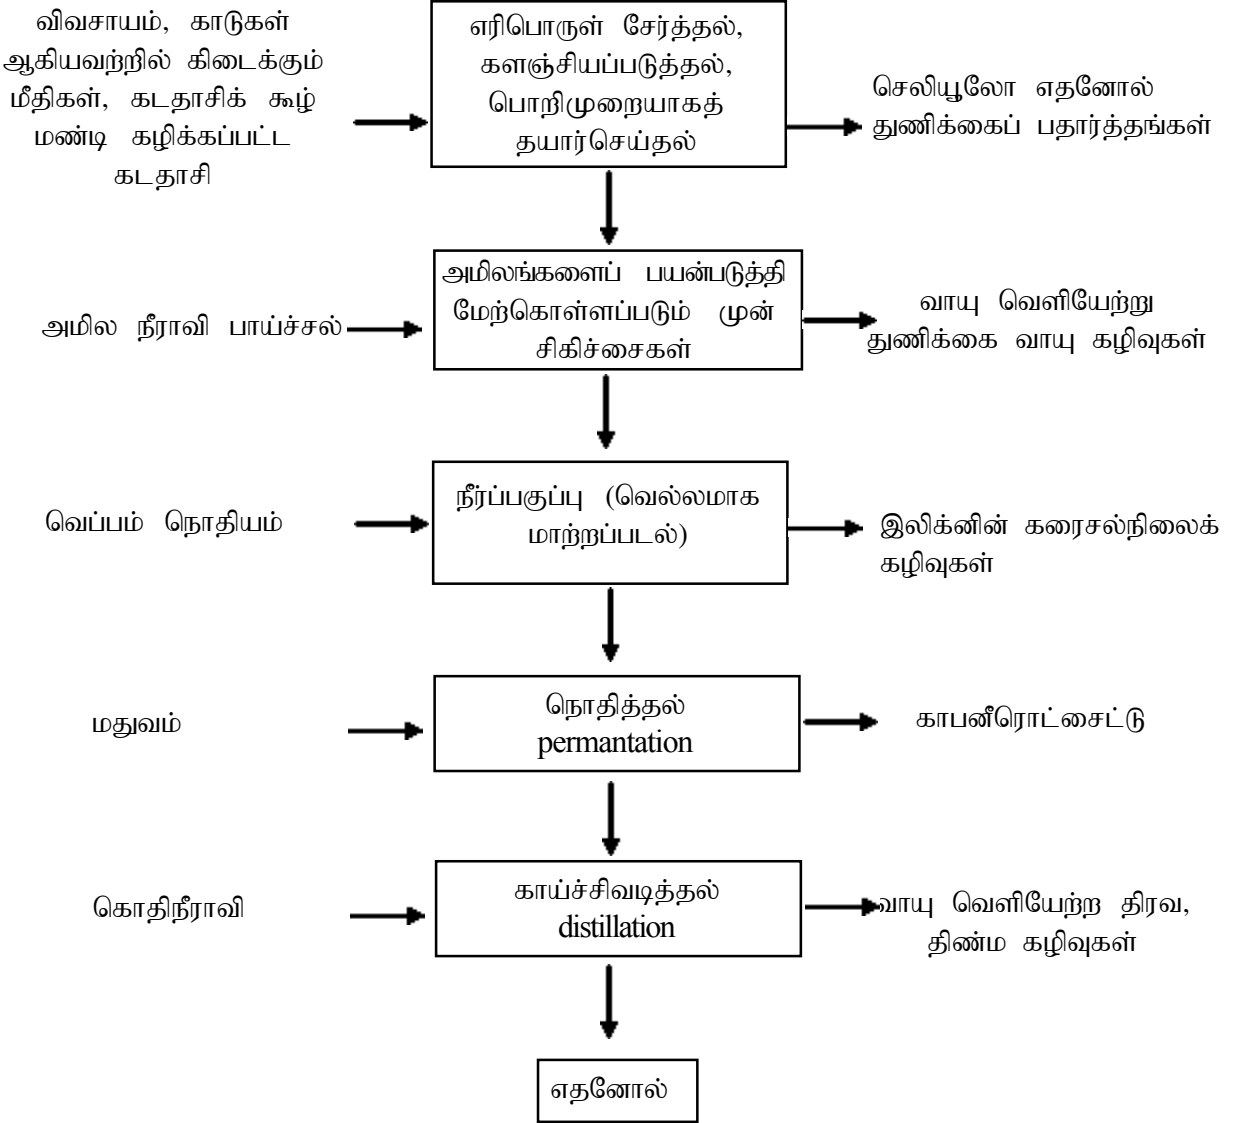 விவசாயம், காடுகள்
ஆகியவற்றில் கிடைக்கும்
மீதிகள், கடதாசிக் கூழ்
மண்டி கழிக்கப்பட்ட
கடதாசி
எரிபொருள் சேர்த்தல்,
களஞ்சியப்படுத்தல்,
பொறிமுறையாகத்
தயார்செய்தல்
செலியூலோ எதனோல்
துணிக்கைப் பதார்த்தங்கள்
அமில நீராவி பாய்ச்சல்
அமிலங்களைப் பயன்படுத்தி
மேற்கொள்ளப்படும் முன்
சிகிச்சைகள்
வாயு வெளியேற்று
துணிக்கை வாயு கழிவுகள்
வெப்பம் நொதியம்
நீர்ப்பகுப்பு (வெல்லமாக
மாற்றப்படல்)
இலிக்னின் கரைசல்நிலைக்
கழிவுகள்
மதுவம்
நொதித்தல்
permantation
காபனீரொட்சைட்டு
கொதிநீராவி
காய்ச்சிவடித்தல்
distillation
வாயு வெளியேற்ற திரவ,
திண்ம கழிவுகள்
எதனோல்